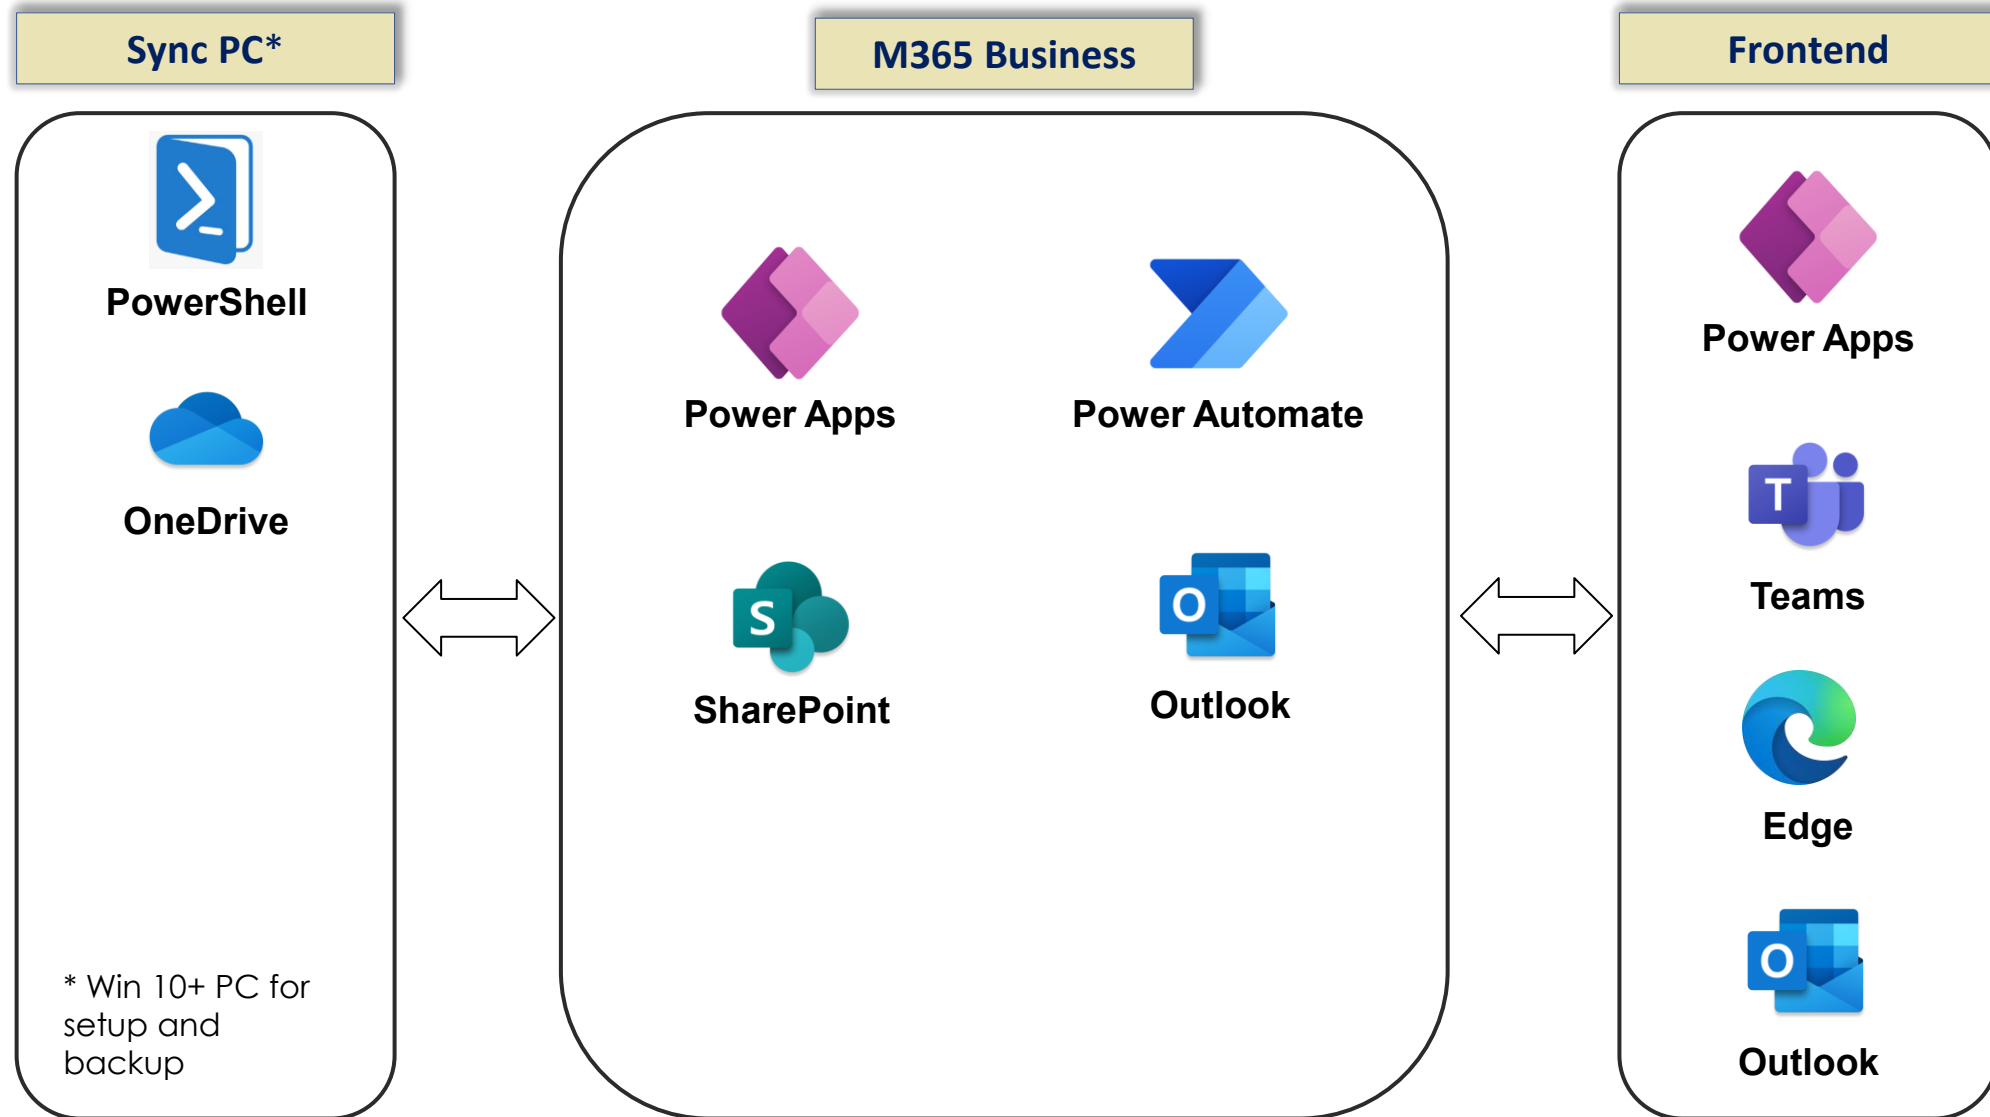 Sync PC*
PowerShell
OneDrive
* Win 10+ PC for
setup and
backup
M365 Business
Power Apps
Power Automate
S
SharePoint
O
Outlook
Frontend
Power Apps
T
Teams
Edge
O
Outlook